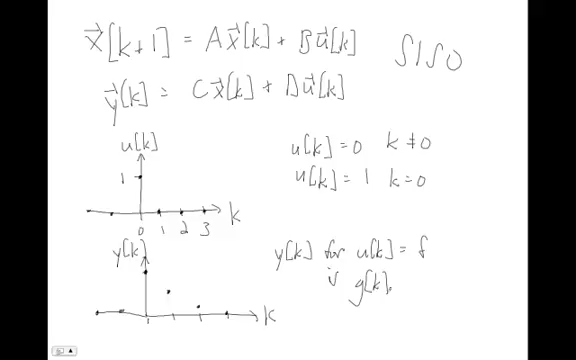 x⃗[k+1] = Ax⃗[k] + Bu⃗[k]
SISO
y⃗[k] = Cx⃗[k] + Du⃗[k]
u[k]
1
0 1 2 3 k
u[k] = 0 k ≠ 0
u[k] = 1 k = 0
y[k]
k
y[k] for u[k] = δ
is g[k].